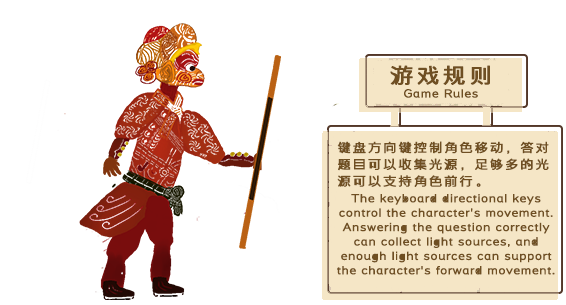 游戏规则
Game Rules
键盘方向键控制角色移动，答对
题目可以收集光源，足够多的光
源可以支持角色前行。
The keyboard directional keys
control the character's movement.
Answering the question correctly
can collect light sources, and
enough light sources can support
the character's forward movement.